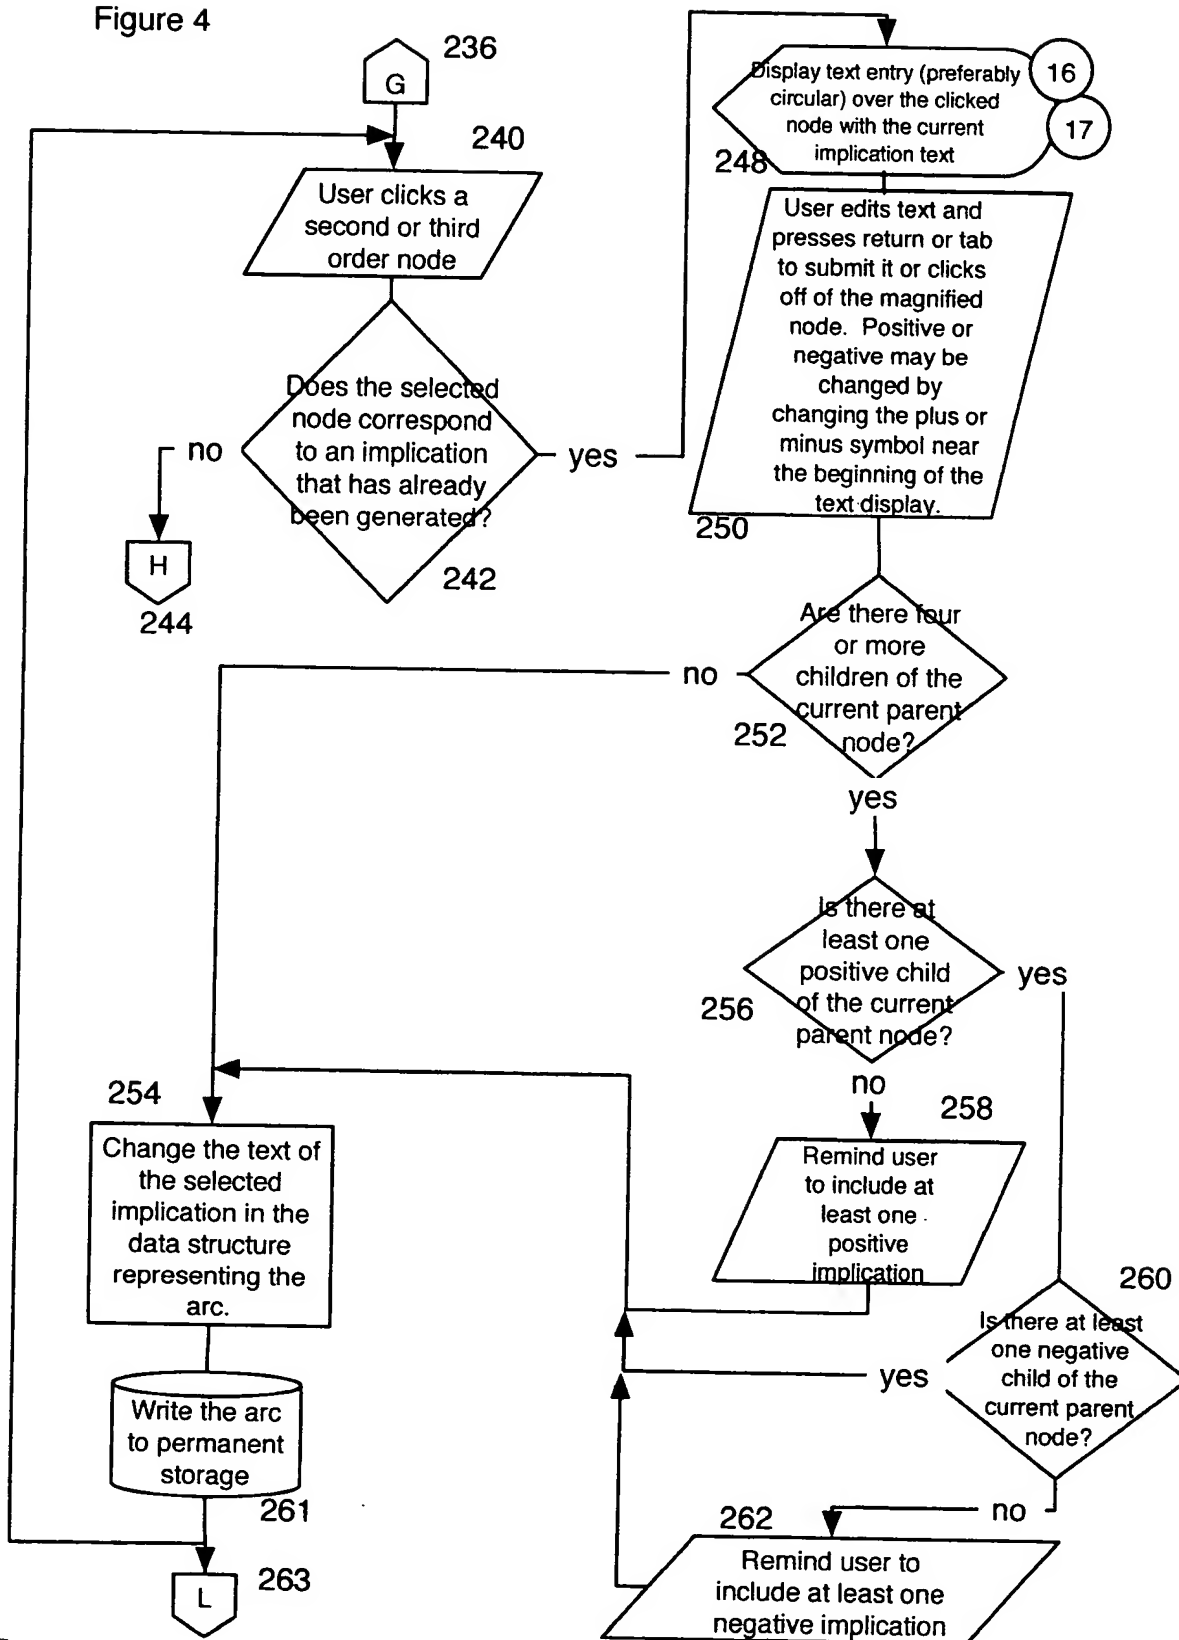 Figure 4
236
G
240
User clicks a
second or third
order node
Does the selected
node correspond
to an implication
that has already
been generated?
242
no
yes
H
244
Display text entry (preferably
circular) over the clicked
node with the current
implication text
16
17
248
User edits text and
presses return or tab
to submit it or clicks
off of the magnified
node. Positive or
negative may be
changed by
changing the plus or
minus symbol near
the beginning of the
text display.
250
Are there four
or more
children of the
current parent
node?
no
252
yes
Is there at
least one
positive child
of the current
parent node?
yes
256
no
258
Remind user
to include at
least one
positive
implication
254
Change the text of
the selected
implication in the
data structure
representing the
arc.
260
Is there at least
one negative
child of the
current parent
node?
yes
no
Write the arc
to permanent
storage
261
262
Remind user to
include at least one
negative implication
263
L